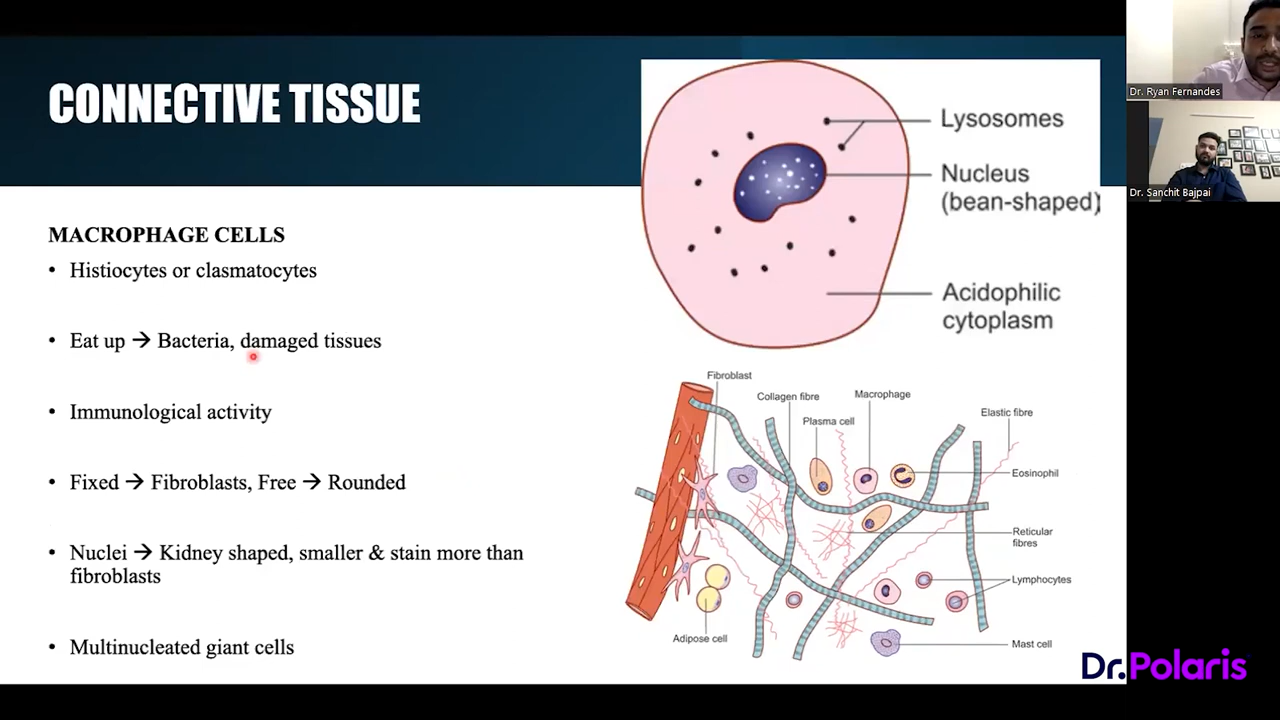 CONNECTIVE TISSUE
MACROPHAGE CELLS
• Histiocytes or clasmatocytes
• Eat up → Bacteria, damaged tissues
• Immunological activity
• Fixed → Fibroblasts, Free → Rounded
• Nuclei → Kidney shaped, smaller & stain more than
fibroblasts
• Multinucleated giant cells
Lysosomes
Nucleus
(bean-shaped)
Acidophilic
cytoplasm
Fibroblast
Collagen fibre
Macrophage
Plasma cell
Elastic fibre
Eosinophil
Reticular
fibres
Lymphocytes
Adipose cell
Mast cell
Dr. Ryan Fernandes
Dr. Sanchit Bajpai
Dr.Polaris